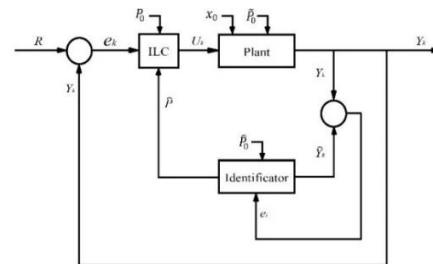 P₀ x₀ P̃₀
R eₖ ILC Uₖ Plant Yₖ
Yₖ Yₖ
P̂
P̂₀ Ŷₖ
Identificator
eᵢ